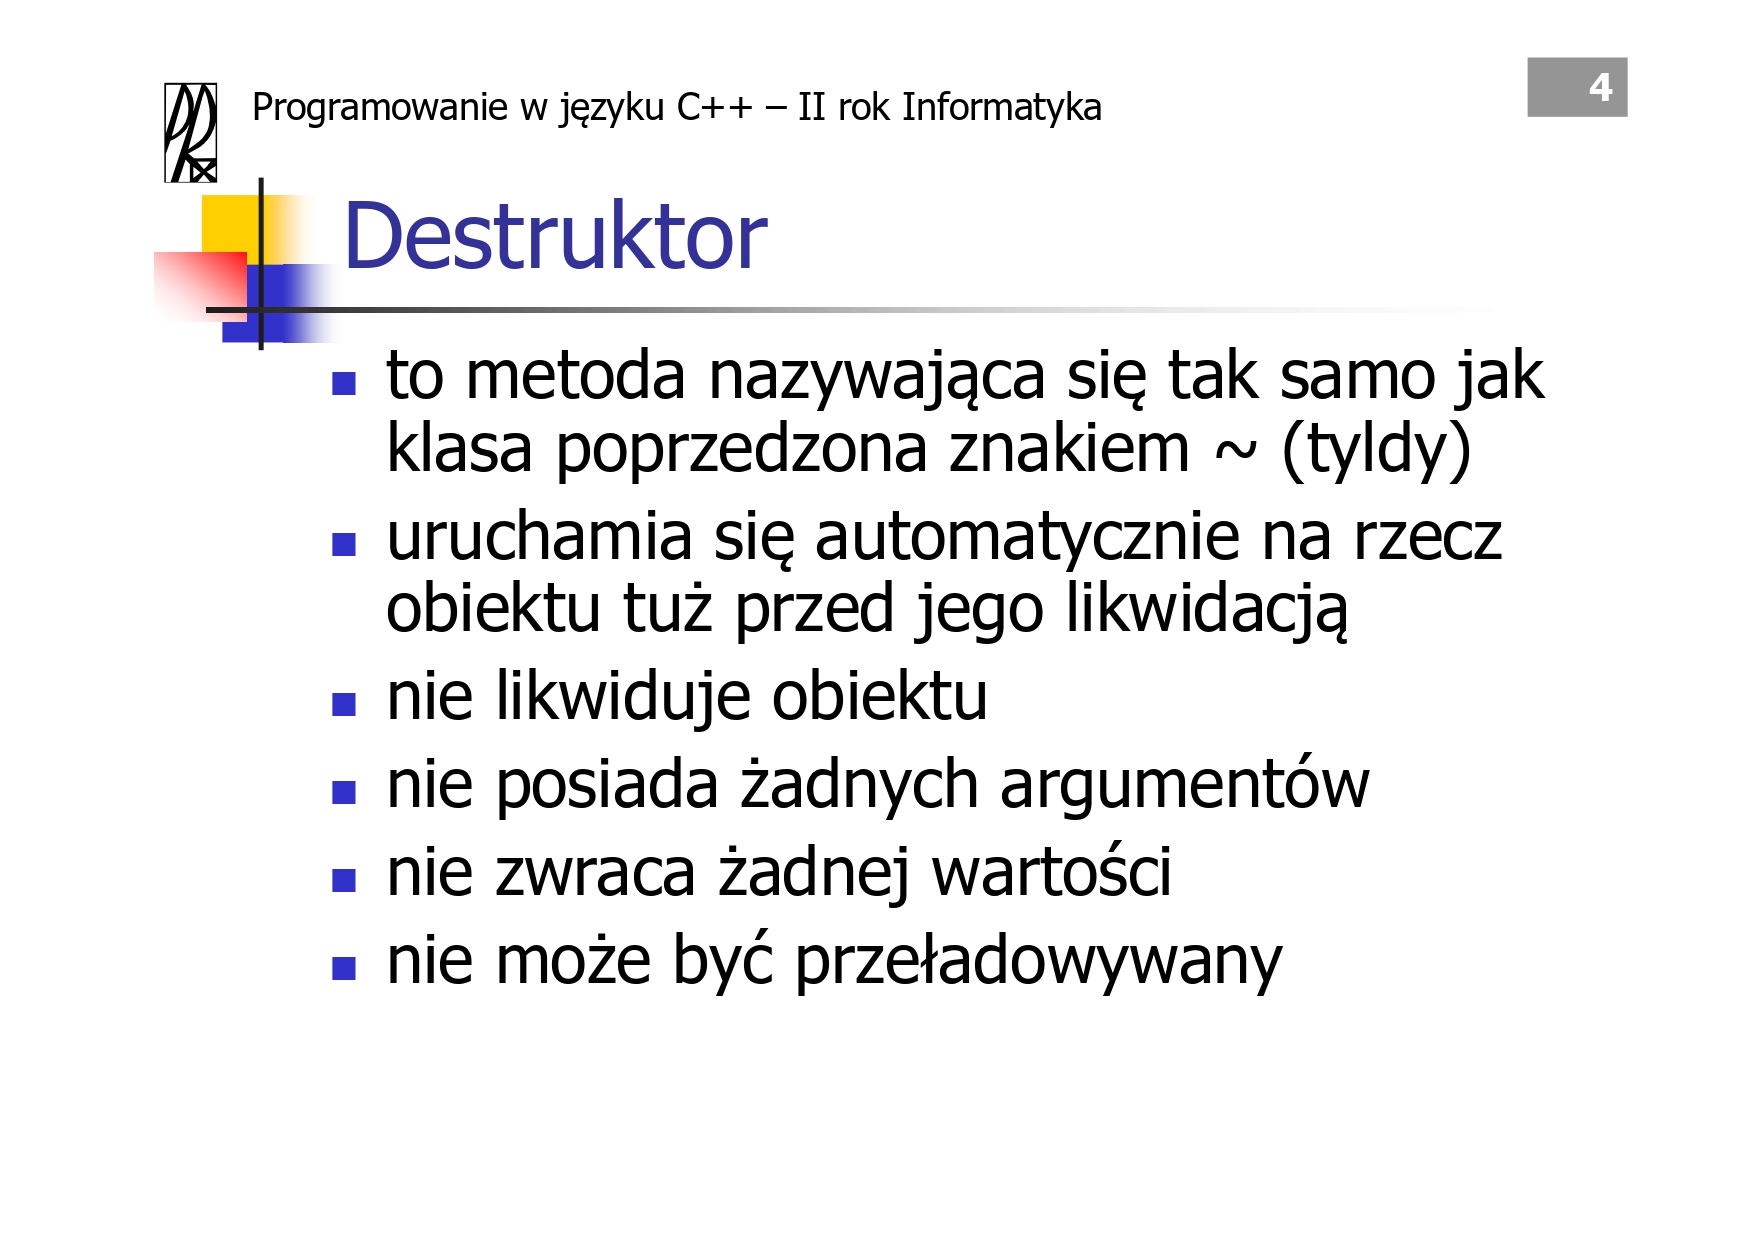 Programowanie w języku C++ – II rok Informatyka
4
Destruktor
to metoda nazywająca się tak samo jak
klasa poprzedzona znakiem ~ (tyldy)
uruchamia się automatycznie na rzecz
obiektu tuż przed jego likwidacją
nie likwiduje obiektu
nie posiada żadnych argumentów
nie zwraca żadnej wartości
nie może być przeładowywany